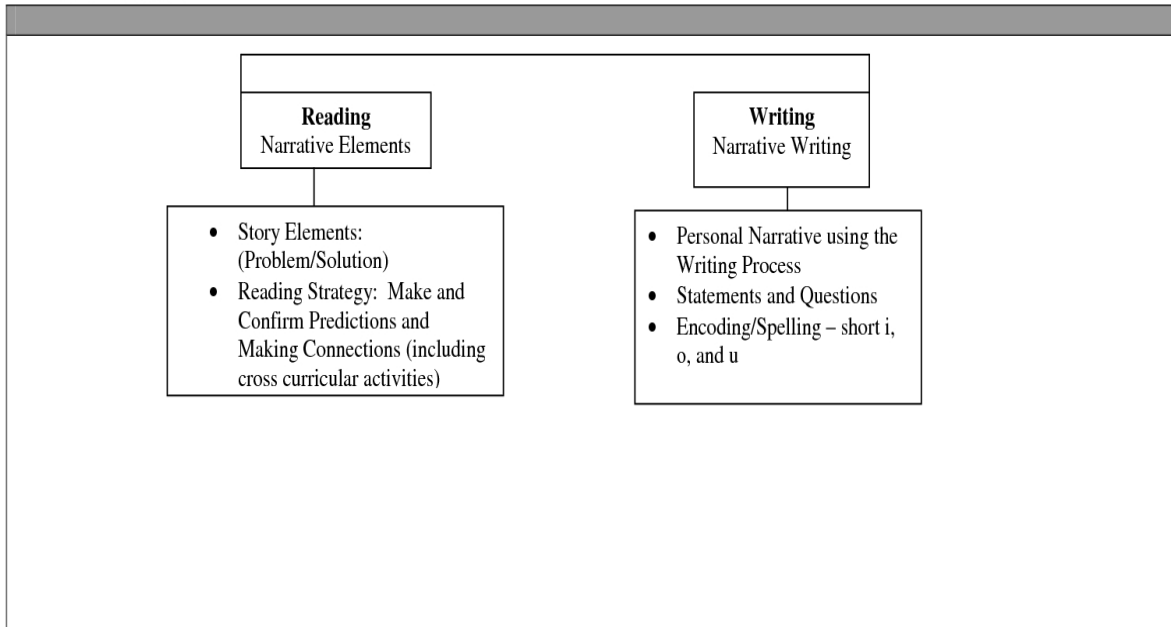 Reading
Narrative Elements
• Story Elements:
(Problem/Solution)
• Reading Strategy:  Make and
Confirm Predictions and
Making Connections (including
cross curricular activities)
Writing
Narrative Writing
• Personal Narrative using the
Writing Process
• Statements and Questions
• Encoding/Spelling – short i,
o, and u